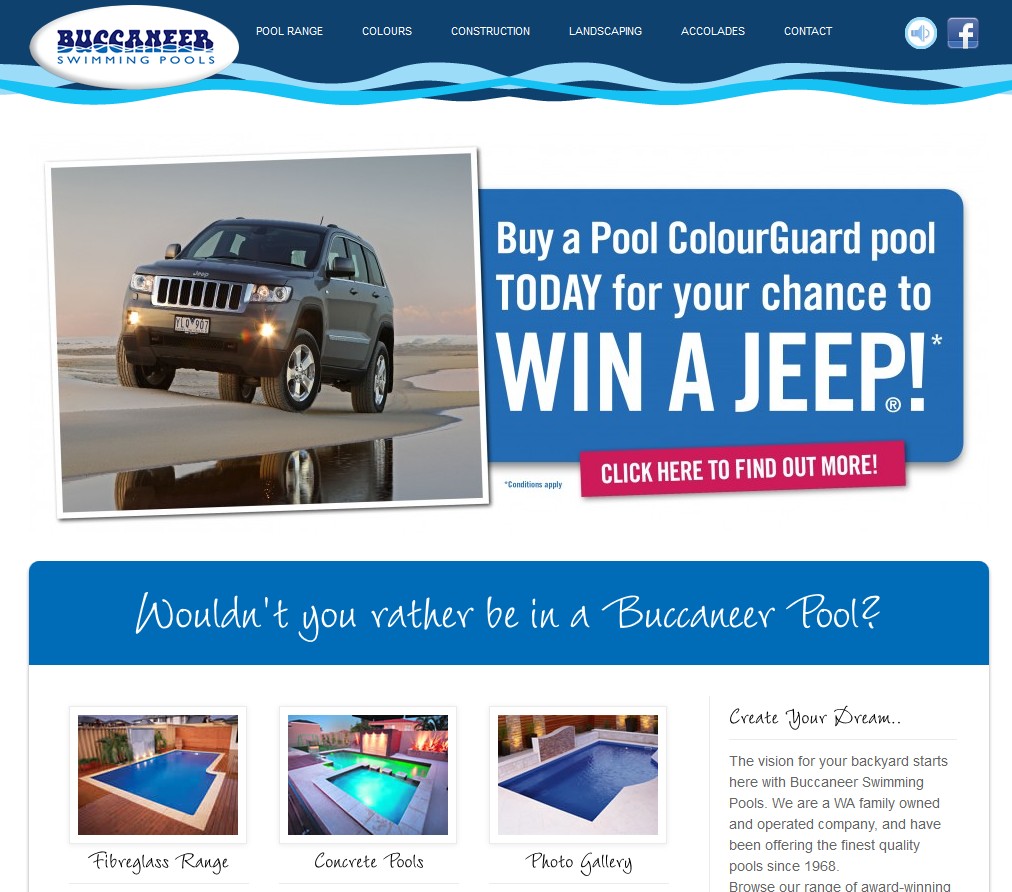 BUCCANEER
SWIMMING POOLS
POOL RANGE
COLOURS
CONSTRUCTION
LANDSCAPING
ACCOLADES
CONTACT
f
Jeep
YLQ 907
Buy a Pool ColourGuard pool
TODAY for your chance to
WIN A JEEP!*
®
CLICK HERE TO FIND OUT MORE!
*Conditions apply
Wouldn't you rather be in a Buccaneer Pool?
Fibreglass Range
Concrete Pools
Photo Gallery
Create Your Dream..
The vision for your backyard starts
here with Buccaneer Swimming
Pools. We are a WA family owned
and operated company, and have
been offering the finest quality
pools since 1968.
Browse our range of award-winning